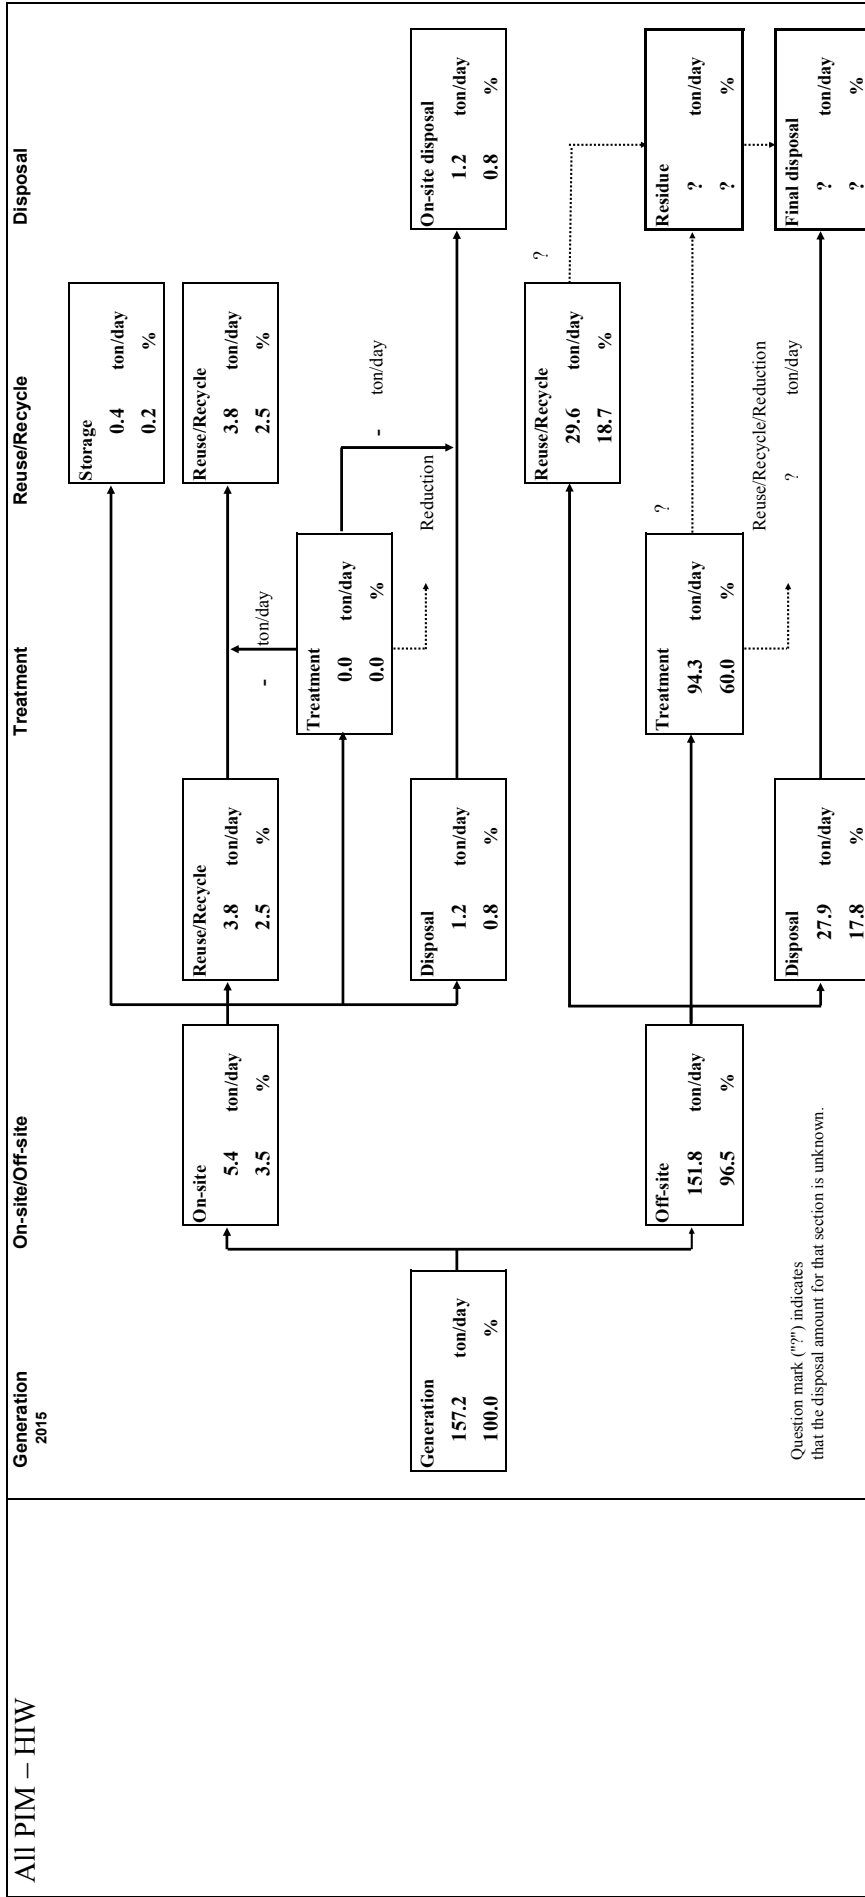 All PIM – HIW
Generation
2015
On-site/Off-site
Treatment
Reuse/Recycle
Disposal
Storage
0.4 ton/day
0.2 %
On-site
5.4 ton/day
3.5 %
Reuse/Recycle
3.8 ton/day
2.5 %
Reuse/Recycle
3.8 ton/day
2.5 %
- ton/day
Treatment
0.0 ton/day
0.0 %
- ton/day
Reduction
Generation
157.2 ton/day
100.0 %
Disposal
1.2 ton/day
0.8 %
On-site disposal
1.2 ton/day
0.8 %
Reuse/Recycle
29.6 ton/day
18.7 %
?
Off-site
151.8 ton/day
96.5 %
Treatment
94.3 ton/day
60.0 %
?
Residue
? ton/day
? %
Reuse/Recycle/Reduction
? ton/day
Disposal
27.9 ton/day
17.8 %
Final disposal
? ton/day
? %
Question mark ("?") indicates
that the disposal amount for that section is unknown.